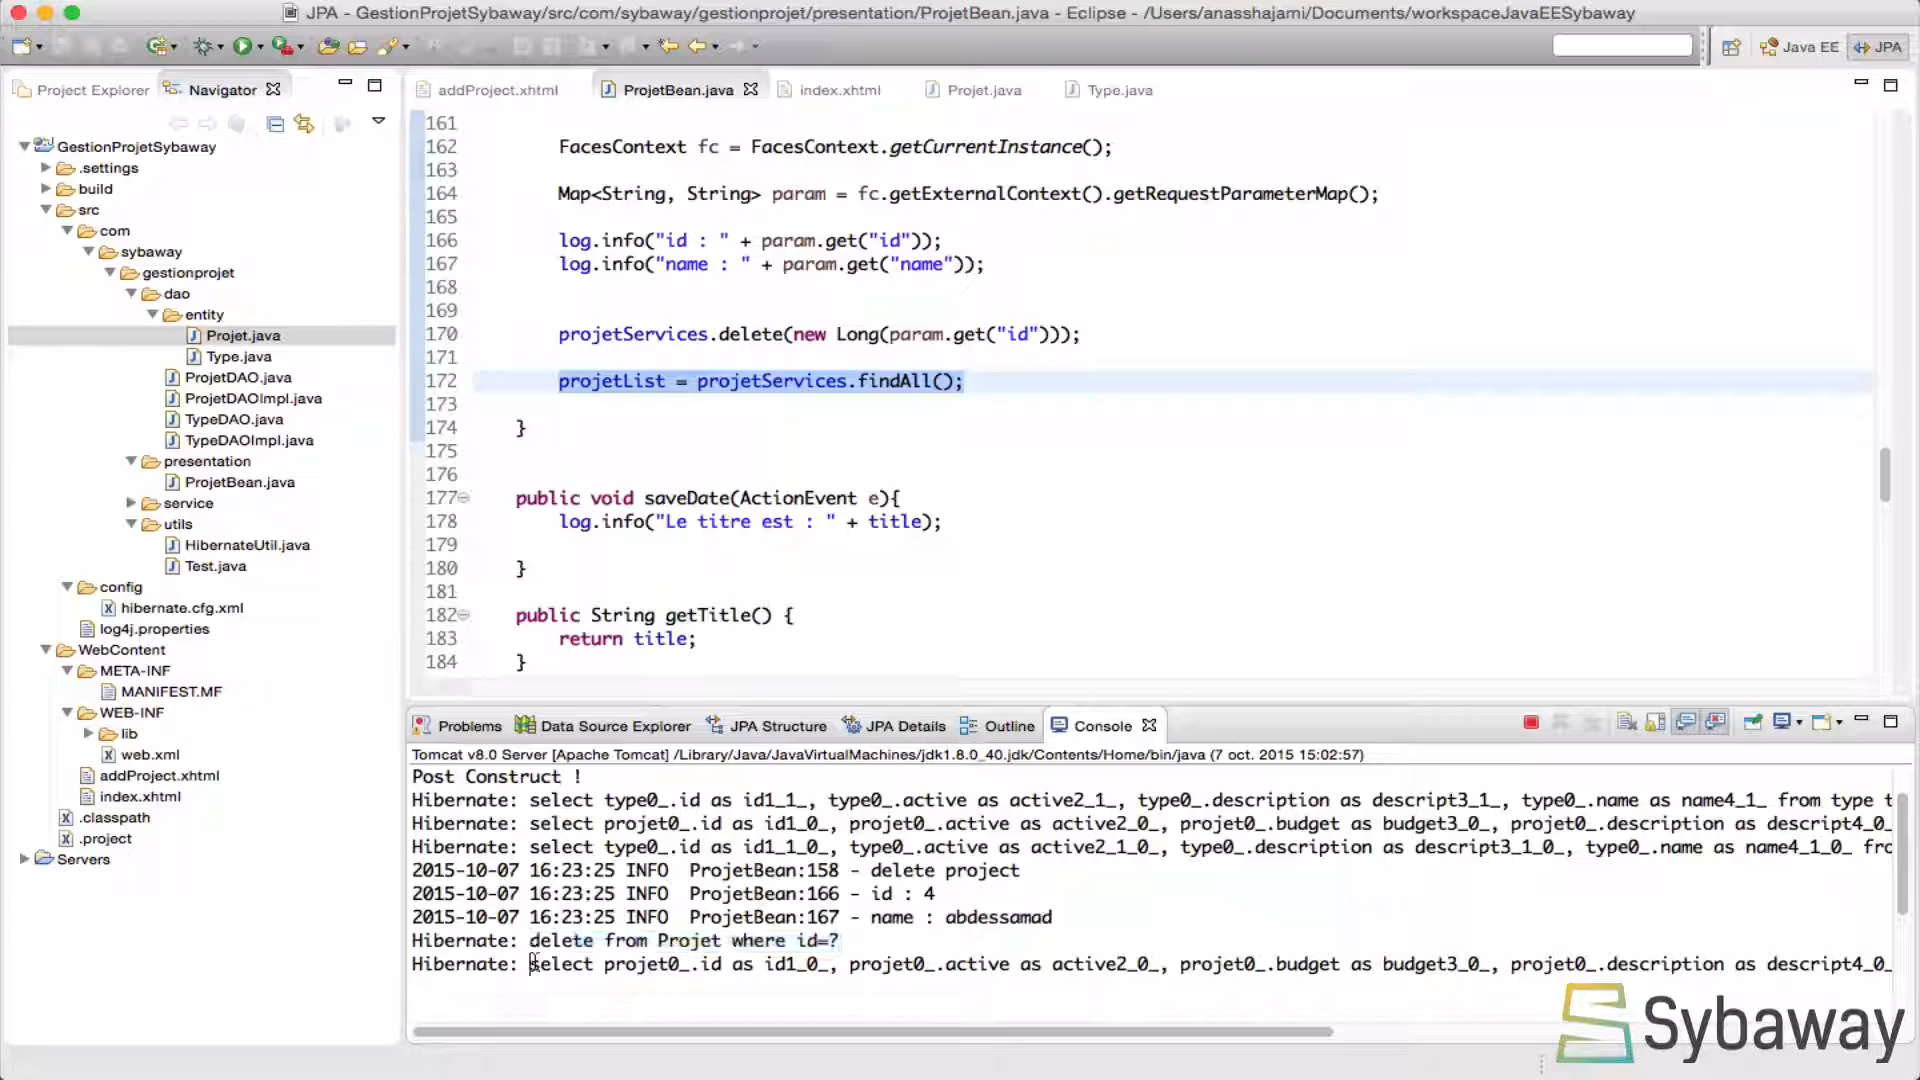 JPA - GestionProjetSybaway/src/com/sybaway/gestionprojet/presentation/ProjetBean.java - Eclipse - /Users/anasshajami/Documents/workspaceJavaEESybaway
Java EE
JPA
Project Explorer
Navigator
addProject.xhtml
ProjetBean.java
index.xhtml
Projet.java
Type.java
GestionProjetSybaway
.settings
build
src
com
sybaway
gestionprojet
dao
entity
Projet.java
Type.java
ProjetDAO.java
ProjetDAOImpl.java
TypeDAO.java
TypeDAOImpl.java
presentation
ProjetBean.java
service
utils
HibernateUtil.java
Test.java
config
hibernate.cfg.xml
log4j.properties
WebContent
META-INF
MANIFEST.MF
WEB-INF
lib
web.xml
addProject.xhtml
index.xhtml
.classpath
.project
Servers
161
162 FacesContext fc = FacesContext.getCurrentInstance();
163
164 Map<String, String> param = fc.getExternalContext().getRequestParameterMap();
165
166 log.info("id : " + param.get("id"));
167 log.info("name : " + param.get("name"));
168
169
170 projetServices.delete(new Long(param.get("id")));
171
172 projetList = projetServices.findAll();
173
174 }
175
176
177 public void saveDate(ActionEvent e){
178 log.info("Le titre est : " + title);
179
180 }
181
182 public String getTitle() {
183 return title;
184 }
Problems
Data Source Explorer
JPA Structure
JPA Details
Outline
Console
Tomcat v8.0 Server [Apache Tomcat] /Library/Java/JavaVirtualMachines/jdk1.8.0_40.jdk/Contents/Home/bin/java (7 oct. 2015 15:02:57)
Post Construct !
Hibernate: select type0_.id as id1_1_, type0_.active as active2_1_, type0_.description as descript3_1_, type0_.name as name4_1_ from type t
Hibernate: select projet0_.id as id1_0_, projet0_.active as active2_0_, projet0_.budget as budget3_0_, projet0_.description as descript4_0_
Hibernate: select type0_.id as id1_1_0_, type0_.active as active2_1_0_, type0_.description as descript3_1_0_, type0_.name as name4_1_0_ fro
2015-10-07 16:23:25 INFO ProjetBean:158 - delete project
2015-10-07 16:23:25 INFO ProjetBean:166 - id : 4
2015-10-07 16:23:25 INFO ProjetBean:167 - name : abdessamad
Hibernate: delete from Projet where id=?
Hibernate: select projet0_.id as id1_0_, projet0_.active as active2_0_, projet0_.budget as budget3_0_, projet0_.description as descript4_0_
Sybaway